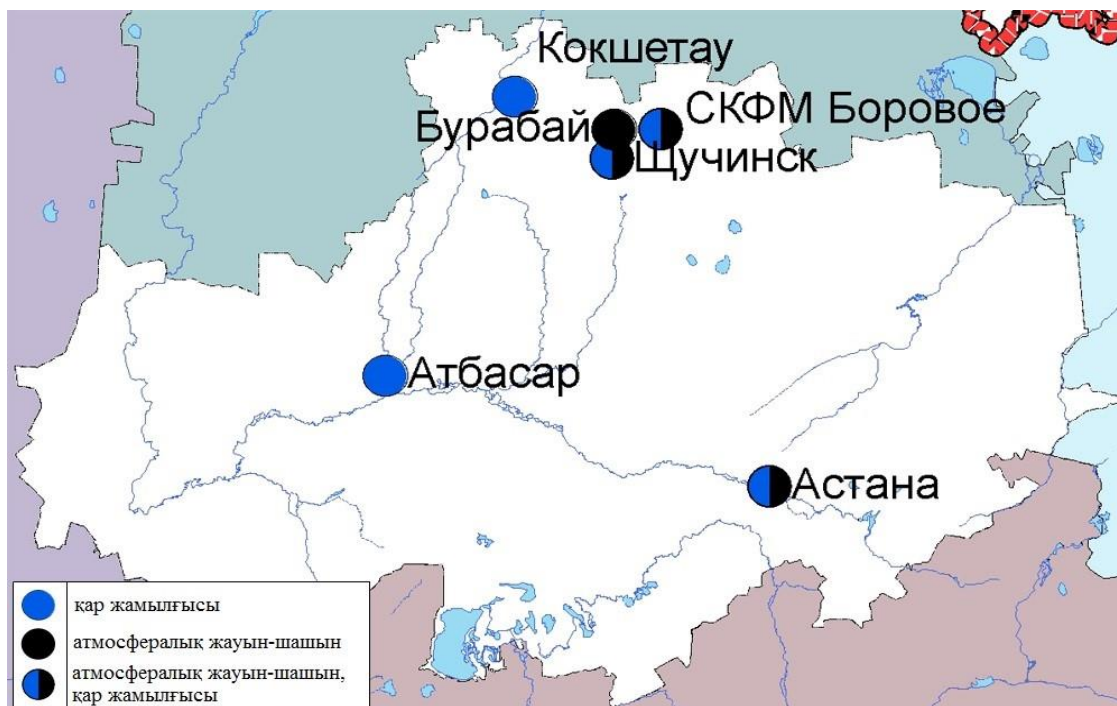 Кокшетау
Бурабай
СКФМ Боровое
Щучинск
Атбасар
Астана
қар жамылғысы
атмосфералық жауын-шашын
атмосфералық жауын-шашын,
қар жамылғысы